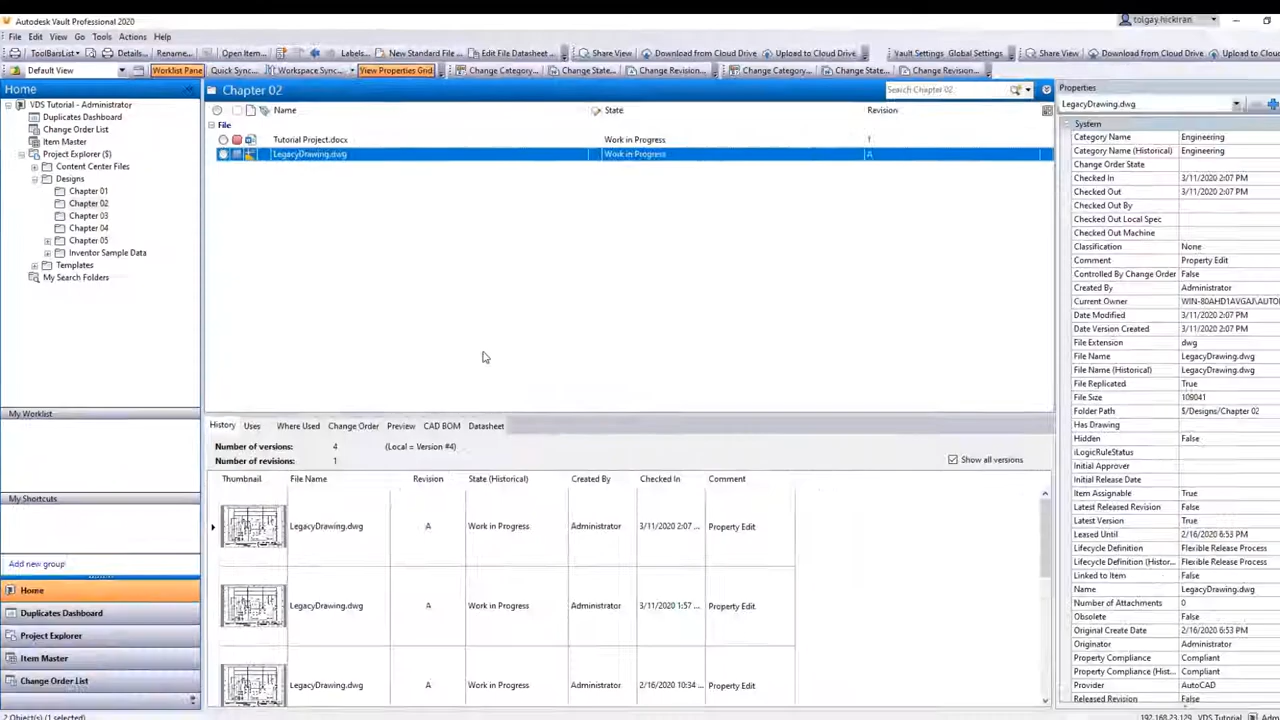 Autodesk Vault Professional 2020
tolgay.hickiran
File Edit View Go Tools Actions Help
ToolBarsList Details... Rename... Open Item... Labels... New Standard File... Edit File Datasheet... Share View Download from Cloud Drive Upload to Cloud Drive Vault Settings Global Settings Share View Download from Cloud Drive Upload to Clou
Default View Worklist Pane Quick Sync... Workspace Sync... View Properties Grid Change Category... Change State... Change Revision... Change Category... Change State... Change Revision...
Home
VDS Tutorial - Administrator
Duplicates Dashboard
Change Order List
Item Master
Project Explorer ($)
Content Center Files
Designs
Chapter 01
Chapter 02
Chapter 03
Chapter 04
Chapter 05
Inventor Sample Data
Templates
My Search Folders
My Worklist
My Shortcuts
Add new group
Home
Duplicates Dashboard
Project Explorer
Item Master
Change Order List
2 Object(s) (1 selected)
Chapter 02
Search Chapter 02
Name State Revision
File
Tutorial Project.docx Work in Progress 1
LegacyDrawing.dwg Work in Progress A
History Uses Where Used Change Order Preview CAD BOM Datasheet
Number of versions: 4 (Local = Version #4)
Number of revisions: 1
Show all versions
Thumbnail File Name Revision State (Historical) Created By Checked In Comment
LegacyDrawing.dwg A Work in Progress Administrator 3/11/2020 2:07 ... Property Edit
LegacyDrawing.dwg A Work in Progress Administrator 3/11/2020 1:57 ... Property Edit
LegacyDrawing.dwg A Work in Progress Administrator 2/16/2020 10:34 ... Property Edit
Properties
LegacyDrawing.dwg
System
Category Name Engineering
Category Name (Historical) Engineering
Change Order State
Checked In 3/11/2020 2:07 PM
Checked Out 3/11/2020 2:07 PM
Checked Out By
Checked Out Local Spec
Checked Out Machine
Classification None
Comment Property Edit
Controlled By Change Order False
Created By Administrator
Current Owner WIN-80AHD1AVGAJ\AUTO
Date Modified 3/11/2020 2:07 PM
Date Version Created 3/11/2020 2:07 PM
File Extension dwg
File Name LegacyDrawing.dwg
File Name (Historical) LegacyDrawing.dwg
File Replicated True
File Size 109041
Folder Path $/Designs/Chapter 02
Has Drawing
Hidden False
iLogicRuleStatus
Initial Approver
Initial Release Date
Item Assignable True
Latest Released Revision False
Latest Version True
Leased Until 2/16/2020 6:53 PM
Lifecycle Definition Flexible Release Process
Lifecycle Definition (Histor... Flexible Release Process
Linked to Item False
Name LegacyDrawing.dwg
Number of Attachments 0
Obsolete False
Original Create Date 2/16/2020 6:53 PM
Originator Administrator
Property Compliance Compliant
Property Compliance (Hist... Compliant
Provider AutoCAD
Released Revision False
192.168.23.129 VDS Tutorial